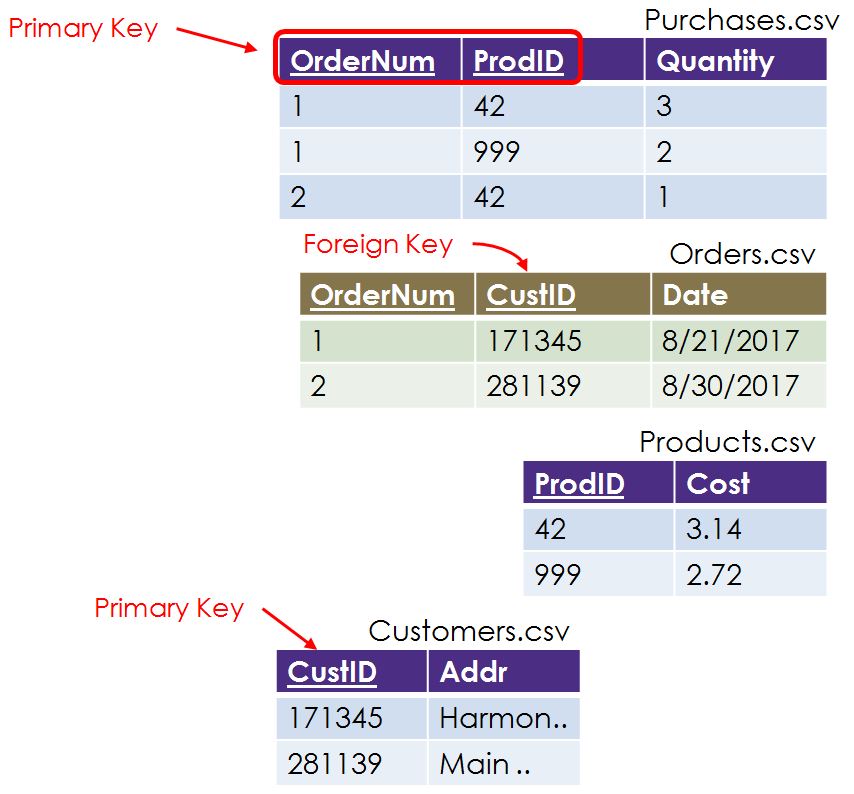 Purchases.csv
Primary Key
OrderNum ProdID Quantity
1 42 3
1 999 2
2 42 1
Foreign Key
Orders.csv
OrderNum CustID Date
1 171345 8/21/2017
2 281139 8/30/2017
Products.csv
ProdID Cost
42 3.14
999 2.72
Primary Key
Customers.csv
CustID Addr
171345 Harmon..
281139 Main ..